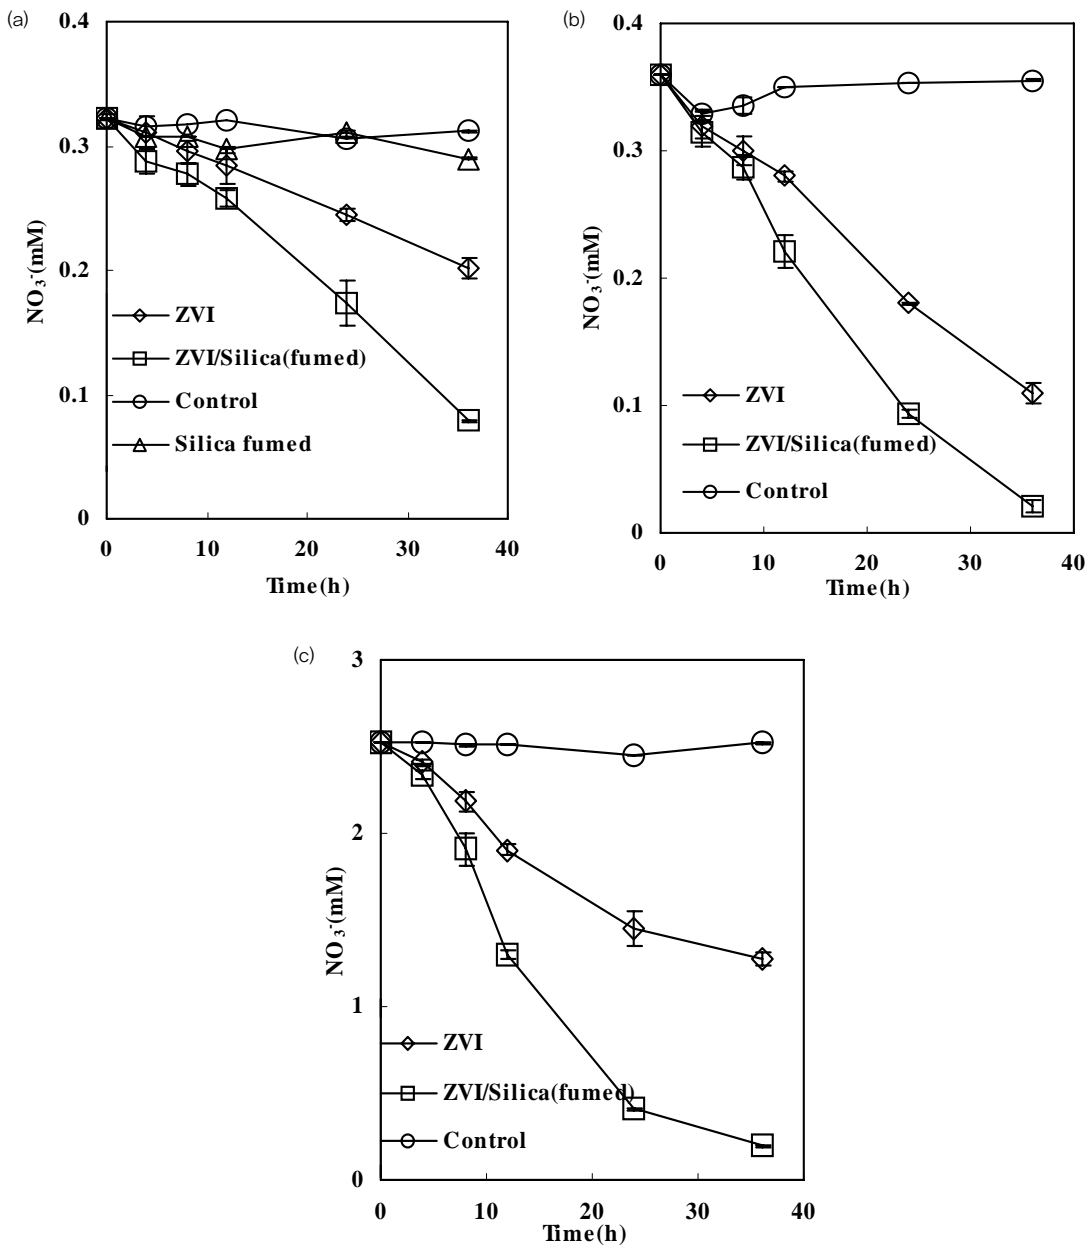 (a)
0.4
0.3
0.2
0.1
0
NO3-(mM)
ZVI
ZVI/Silica(fumed)
Control
Silica fumed
0 10 20 30 40
Time(h)
(b)
0.4
0.3
0.2
0.1
0
NO3-(mM)
ZVI
ZVI/Silica(fumed)
Control
0 10 20 30 40
Time(h)
(c)
3
2
1
0
NO3-(mM)
ZVI
ZVI/Silica(fumed)
Control
0 10 20 30 40
Time(h)